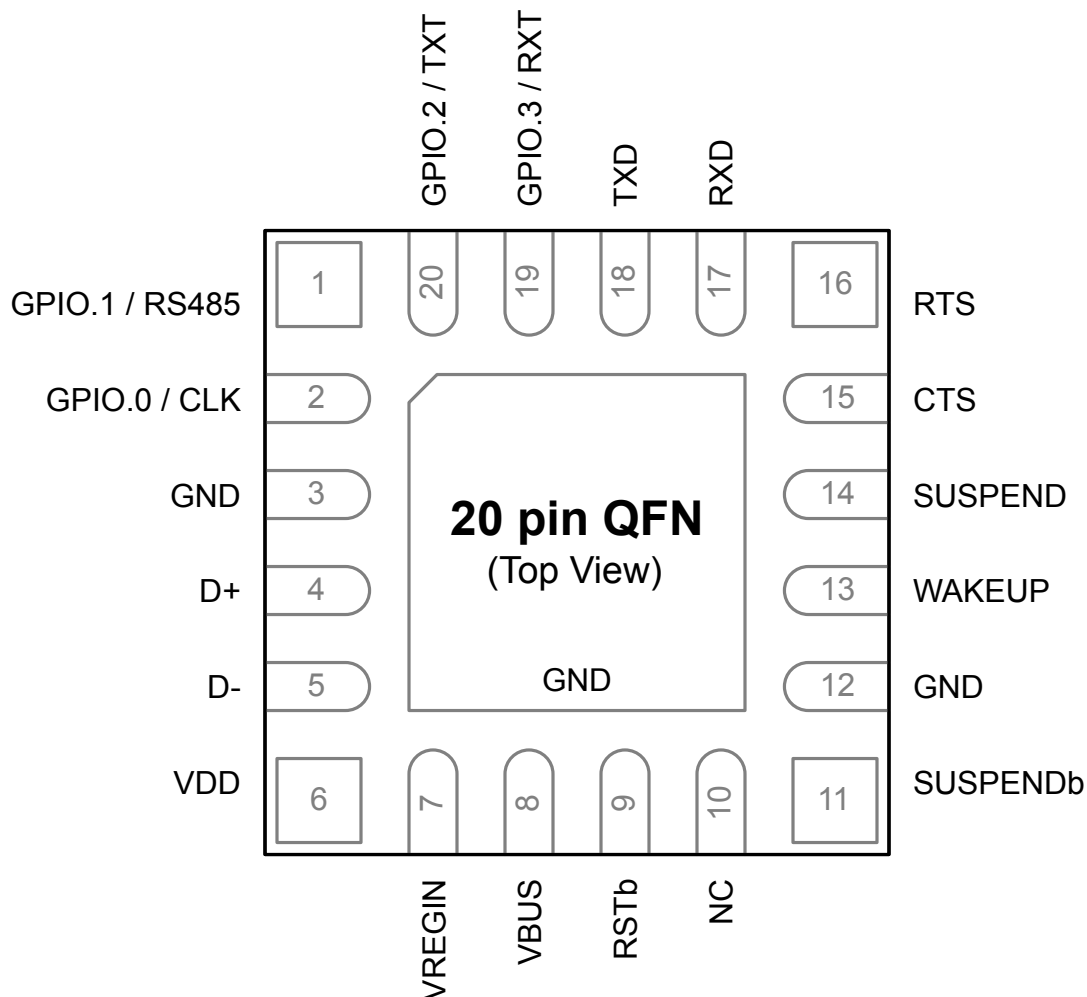 GPIO.2 / TXT
GPIO.3 / RXT
TXD
RXD
1
20
19
18
17
16
GPIO.1 / RS485
RTS
GPIO.0 / CLK
2
15
CTS
GND
3
14
SUSPEND
20 pin QFN
(Top View)
D+
4
13
WAKEUP
D-
5
GND
12
GND
VDD
6
7
8
9
10
11
SUSPENDb
VREGIN
VBUS
RSTb
NC